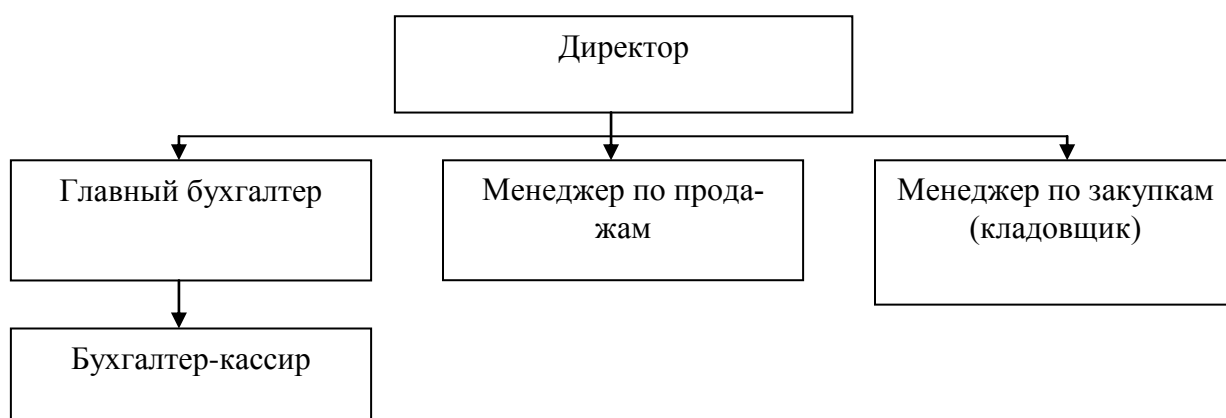 Директор
Главный бухгалтер
Менеджер по прода-
жам
Менеджер по закупкам
(кладовщик)
Бухгалтер-кассир